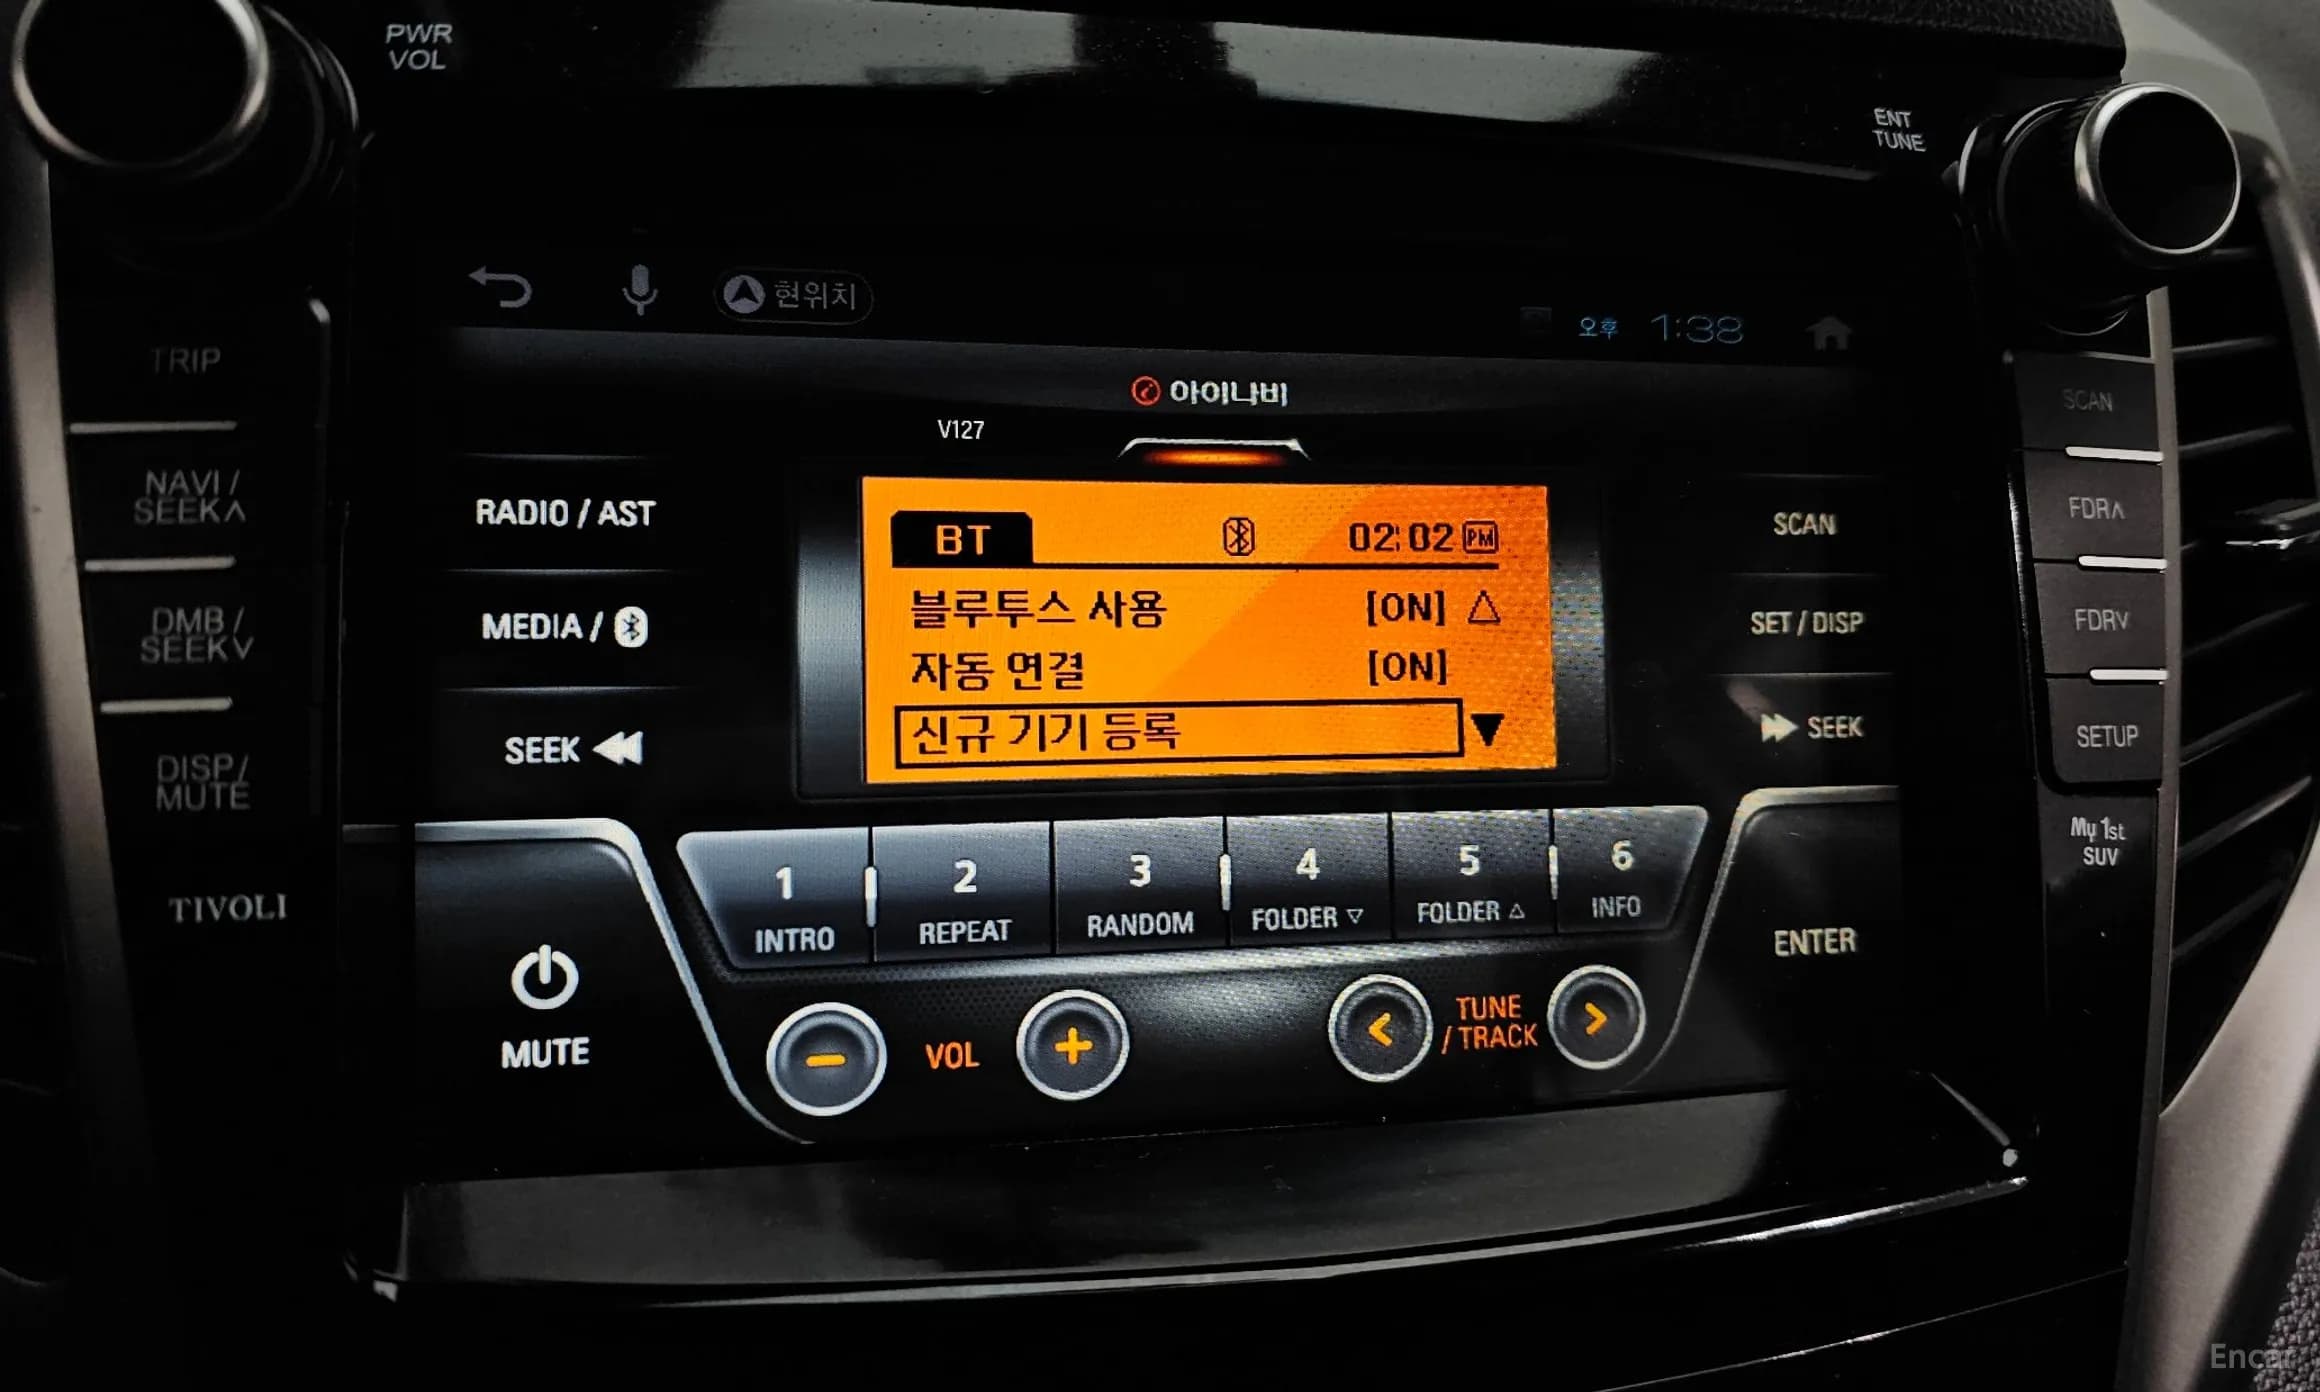 PWR
VOL
ENT
TUNE
현위치
오후 1:38
TRIP
NAVI /
SEEK∧
DMB /
SEEK∨
DISP/
MUTE
TIVOLI
아이나비
V127
RADIO / AST
MEDIA /
SEEK
BT 02:02 PM
블루투스 사용 [ON] △
자동 연결 [ON]
신규 기기 등록 ▼
SCAN
SET / DISP
SEEK
1
INTRO
2
REPEAT
3
RANDOM
4
FOLDER ▽
5
FOLDER △
6
INFO
MUTE
− VOL +
< TUNE
/ TRACK >
ENTER
SCAN
FDR∧
FDR∨
SETUP
My 1st
SUV
Encar